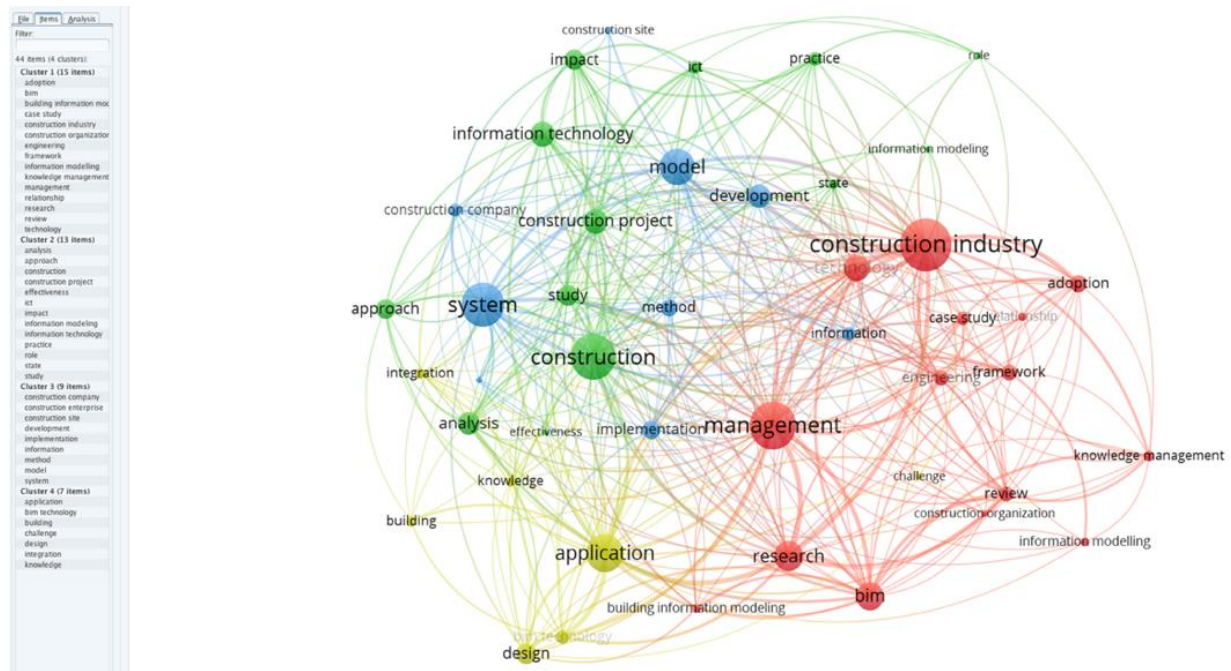 File Items Analysis
Filter:
44 items (4 clusters):
Cluster 1 (15 items)
adoption
bim
building information moc
case study
construction industry
construction organization
engineering
framework
information modelling
knowledge management
management
relationship
research
review
technology
Cluster 2 (13 items)
analysis
approach
construction
construction project
effectiveness
ict
impact
information modeling
information technology
practice
role
state
study
Cluster 3 (9 items)
construction company
construction enterprise
construction site
development
implementation
information
method
model
system
Cluster 4 (7 items)
application
bim technology
building
challenge
design
integration
knowledge
construction site
impact
ict
practice
role
information technology
model
information modeling
state
development
construction company
construction project
construction industry
technology
adoption
system
study
approach
method
information
case study
relationship
construction
integration
engineering
framework
analysis
effectiveness
implementation
management
knowledge management
knowledge
challenge
review
building
construction organization
information modelling
application
research
bim
building information modeling
bim technology
design